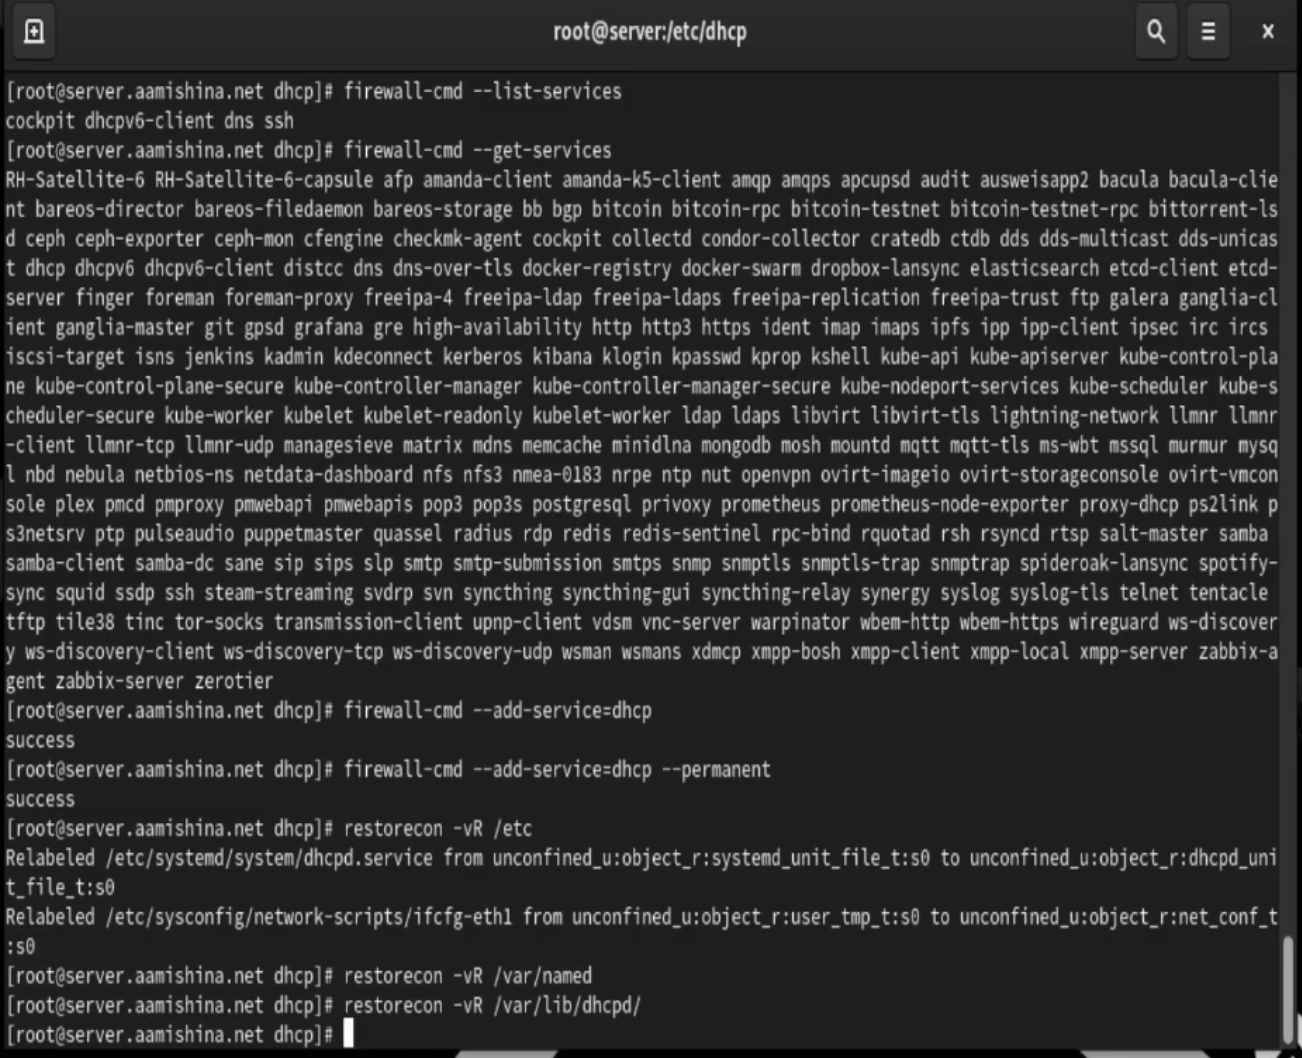 root@server:/etc/dhcp
[root@server.aamishina.net dhcp]# firewall-cmd --list-services
cockpit dhcpv6-client dns ssh
[root@server.aamishina.net dhcp]# firewall-cmd --get-services
RH-Satellite-6 RH-Satellite-6-capsule afp amanda-client amanda-k5-client amqp amqps apcupsd audit ausweisapp2 bacula bacula-clie
nt bareos-director bareos-filedaemon bareos-storage bb bgp bitcoin bitcoin-rpc bitcoin-testnet bitcoin-testnet-rpc bittorrent-ls
d ceph ceph-exporter ceph-mon cfengine checkmk-agent cockpit collectd condor-collector cratedb ctdb dds dds-multicast dds-unicas
t dhcp dhcpv6 dhcpv6-client distcc dns dns-over-tls docker-registry docker-swarm dropbox-lansync elasticsearch etcd-client etcd-
server finger foreman foreman-proxy freeipa-4 freeipa-ldap freeipa-ldaps freeipa-replication freeipa-trust ftp galera ganglia-cl
ient ganglia-master git gpsd grafana gre high-availability http http3 https ident imap imaps ipfs ipp ipp-client ipsec irc ircs
iscsi-target isns jenkins kadmin kdeconnect kerberos kibana klogin kpasswd kprop kshell kube-api kube-apiserver kube-control-pla
ne kube-control-plane-secure kube-controller-manager kube-controller-manager-secure kube-nodeport-services kube-scheduler kube-s
cheduler-secure kube-worker kubelet kubelet-readonly kubelet-worker ldap ldaps libvirt libvirt-tls lightning-network llmnr llmnr
-client llmnr-tcp llmnr-udp managesieve matrix mdns memcache minidlna mongodb mosh mountd mqtt mqtt-tls ms-wbt mssql murmur mysq
l nbd nebula netbios-ns netdata-dashboard nfs nfs3 nmea-0183 nrpe ntp nut openvpn ovirt-imageio ovirt-storageconsole ovirt-vmcon
sole plex pmcd pmproxy pmwebapi pmwebapis pop3 pop3s postgresql privoxy prometheus prometheus-node-exporter proxy-dhcp ps2link p
s3netsrv ptp pulseaudio puppetmaster quassel radius rdp redis redis-sentinel rpc-bind rquotad rsh rsyncd rtsp salt-master samba
samba-client samba-dc sane sip sips slp smtp smtp-submission smtps snmp snmptls snmptls-trap snmptrap spideroak-lansync spotify-
sync squid ssdp ssh steam-streaming svdrp svn syncthing syncthing-gui syncthing-relay synergy syslog syslog-tls telnet tentacle
tftp tile38 tinc tor-socks transmission-client upnp-client vdsm vnc-server warpinator wbem-http wbem-https wireguard ws-discover
y ws-discovery-client ws-discovery-tcp ws-discovery-udp wsman wsmans xdmcp xmpp-bosh xmpp-client xmpp-local xmpp-server zabbix-a
gent zabbix-server zerotier
[root@server.aamishina.net dhcp]# firewall-cmd --add-service=dhcp
success
[root@server.aamishina.net dhcp]# firewall-cmd --add-service=dhcp --permanent
success
[root@server.aamishina.net dhcp]# restorecon -vR /etc
Relabeled /etc/systemd/system/dhcpd.service from unconfined_u:object_r:systemd_unit_file_t:s0 to unconfined_u:object_r:dhcpd_uni
t_file_t:s0
Relabeled /etc/sysconfig/network-scripts/ifcfg-eth1 from unconfined_u:object_r:user_tmp_t:s0 to unconfined_u:object_r:net_conf_t
:s0
[root@server.aamishina.net dhcp]# restorecon -vR /var/named
[root@server.aamishina.net dhcp]# restorecon -vR /var/lib/dhcpd/
[root@server.aamishina.net dhcp]#